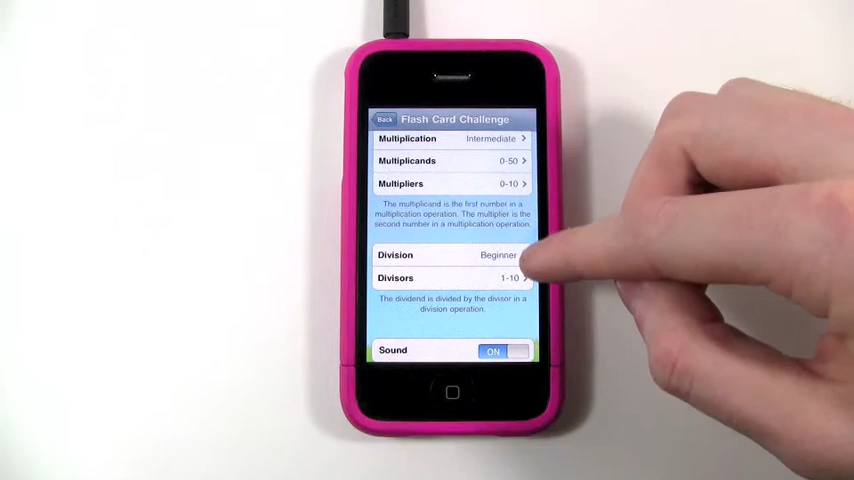 Back Flash Card Challenge
Multiplication Intermediate
Multiplicands 0-50
Multipliers 0-10
The multiplicand is the first number in a
multiplication operation. The multiplier is the
second number in a multiplication operation.
Division Beginner
Divisors 1-10
The dividend is divided by the divisor in a
division operation.
Sound ON